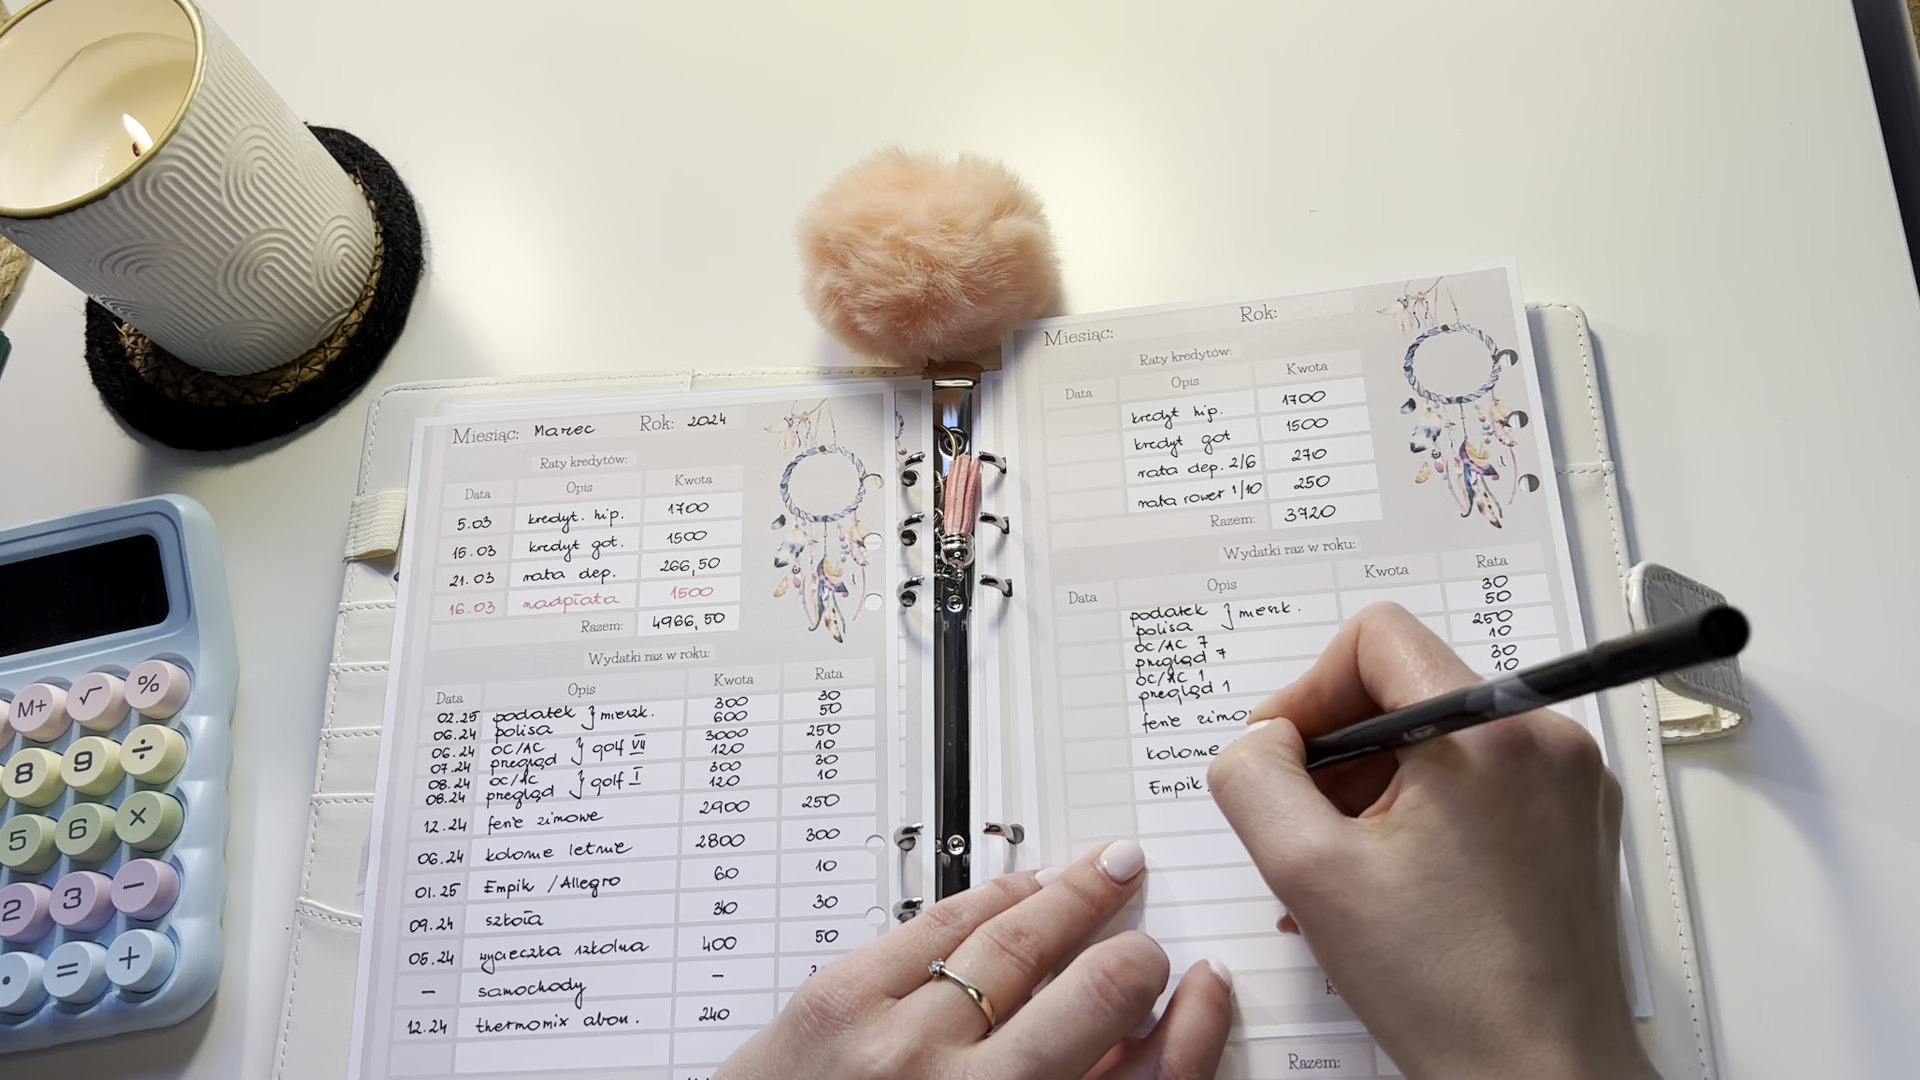 Miesiąc: Marzec Rok: 2024
Raty kredytów:
Data Opis Kwota
5.03 kredyt. hip. 1700
15.03 kredyt got. 1500
21.03 rata dep. 266,50
16.03 nadpłata 1500
Razem: 4966,50
Wydatki raz w roku:
Data Opis Kwota Rata
02.25 podatek } mieszk. 300 30
06.24 polisa 600 50
06.24 OC/AC } golf VII 3000 250
07.24 przegląd 120 10
08.24 OC/AC } golf I 300 30
08.24 przegląd 120 10
12.24 ferie zimowe 2900 250
06.24 kolonie letnie 2800 300
01.25 Empik /Allegro 60 10
09.24 szkoła 30
05.24 wycieczka szkolna 400 50
– samochody –
12.24 thermomix abon. 240
Miesiąc: Rok:
Raty kredytów:
Data Opis Kwota
kredyt hip. 1700
kredyt got 1500
rata dep. 2/6 270
rata rower 1/10 250
Razem: 3720
Wydatki raz w roku:
Data Opis Kwota Rata
podatek } mieszk. 30
polisa 50
OC/AC 7 250
przegląd 7 10
OC/AC 1 30
przegląd 1 10
ferie zimo
kolonie
Empik
Razem:
M+ √ %
8 9 ÷
5 6 ×
2 3 −
. = +